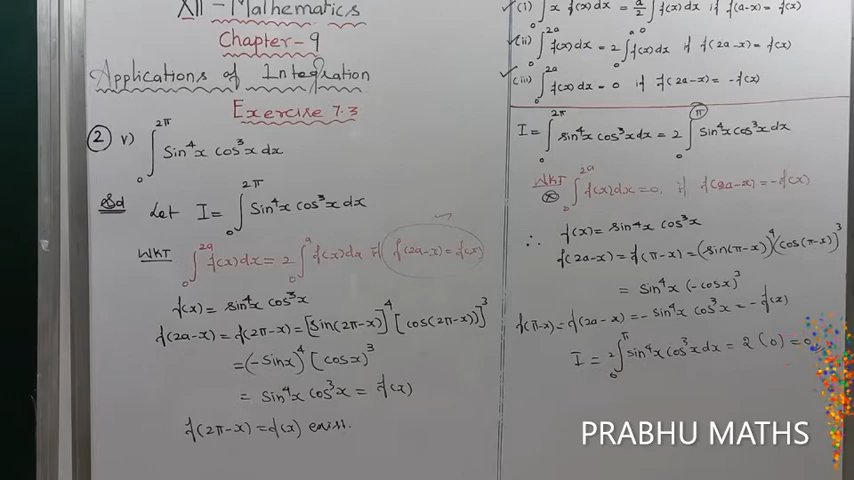 XII - Mathematics
Chapter - 9
Applications of Integration
Exercise 7.3
② v) ∫₀^2π Sin⁴x cos³x dx
Sol Let I = ∫₀^2π Sin⁴x cos³x dx
WKT ∫₀^2a f(x)dx = 2∫₀^a f(x)dx if f(2a-x) = f(x)
f(x) = sin⁴x cos³x
f(2a-x) = f(2π-x) = [sin(2π-x)]⁴ [cos(2π-x)]³
= (-sinx)⁴ [cosx]³
= sin⁴x cos³x = f(x)
f(2π-x) = f(x) exist.
(i) ∫₀^a x f(x)dx = a/2 ∫₀^a f(x)dx if f(a-x) = f(x)
(ii) ∫₀^2a f(x)dx = 2∫₀^a f(x)dx if f(2a-x) = f(x)
(iii) ∫₀^2a f(x)dx = 0 if f(2a-x) = -f(x)
I = ∫₀^2π sin⁴x cos³x dx = 2∫₀^π sin⁴x cos³x dx
WKT ∫₀^2a f(x)dx = 0, if f(2a-x) = -f(x)
∴ f(x) = sin⁴x cos³x
f(2a-x) = f(π-x) = (sin(π-x))⁴ (cos(π-x))³
= sin⁴x (-cosx)³
f(π-x) = f(2a-x) = -sin⁴x cos³x = -f(x)
I = 2∫₀^π sin⁴x cos³x dx = 2(0) = 0
PRABHU MATHS